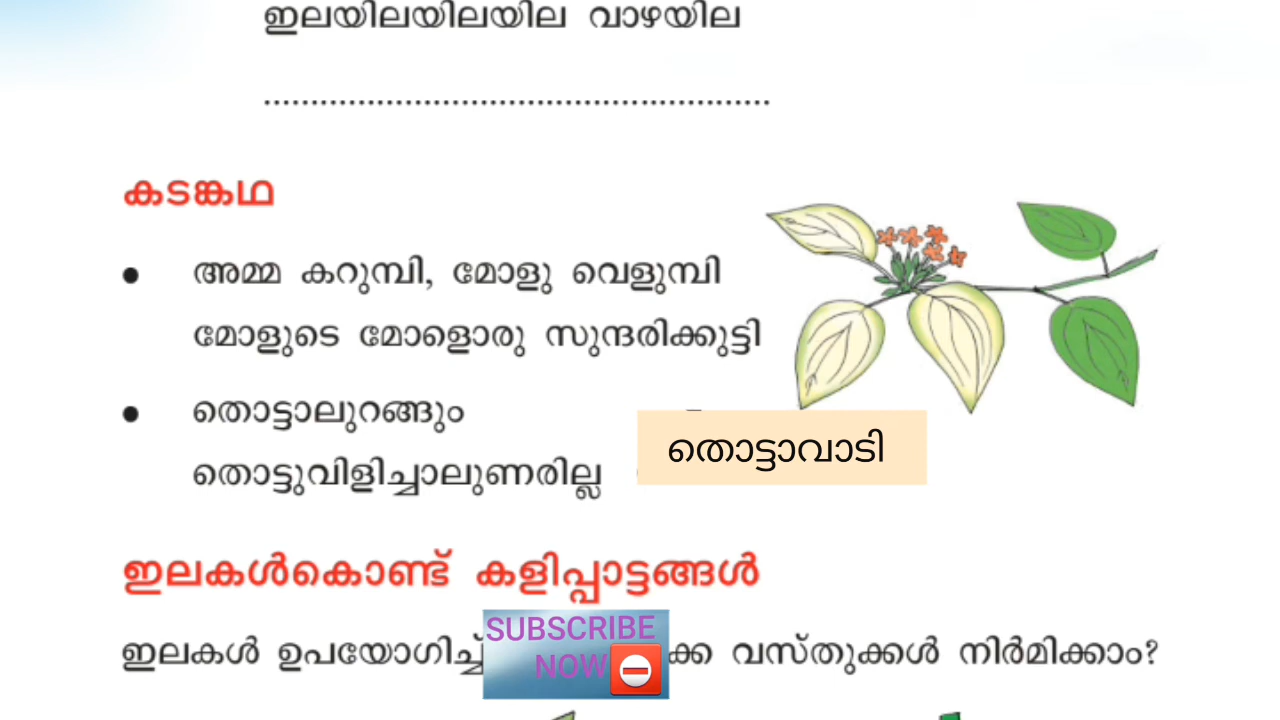 ഇലയിലയിലയില വാഴയില
......................................................
കടങ്കഥ
• അമ്മ കറുമ്പി, മോളു വെളുമ്പി
മോളുടെ മോളൊരു സുന്ദരിക്കുട്ടി
• തൊട്ടാലുറങ്ങും
തൊട്ടുവിളിച്ചാലുണരില്ല
തൊട്ടാവാടി
ഇലകൾകൊണ്ട് കളിപ്പാട്ടങ്ങൾ
ഇലകൾ ഉപയോഗിച്ച് വസ്തുക്കൾ നിർമിക്കാം?
SUBSCRIBE
NOW